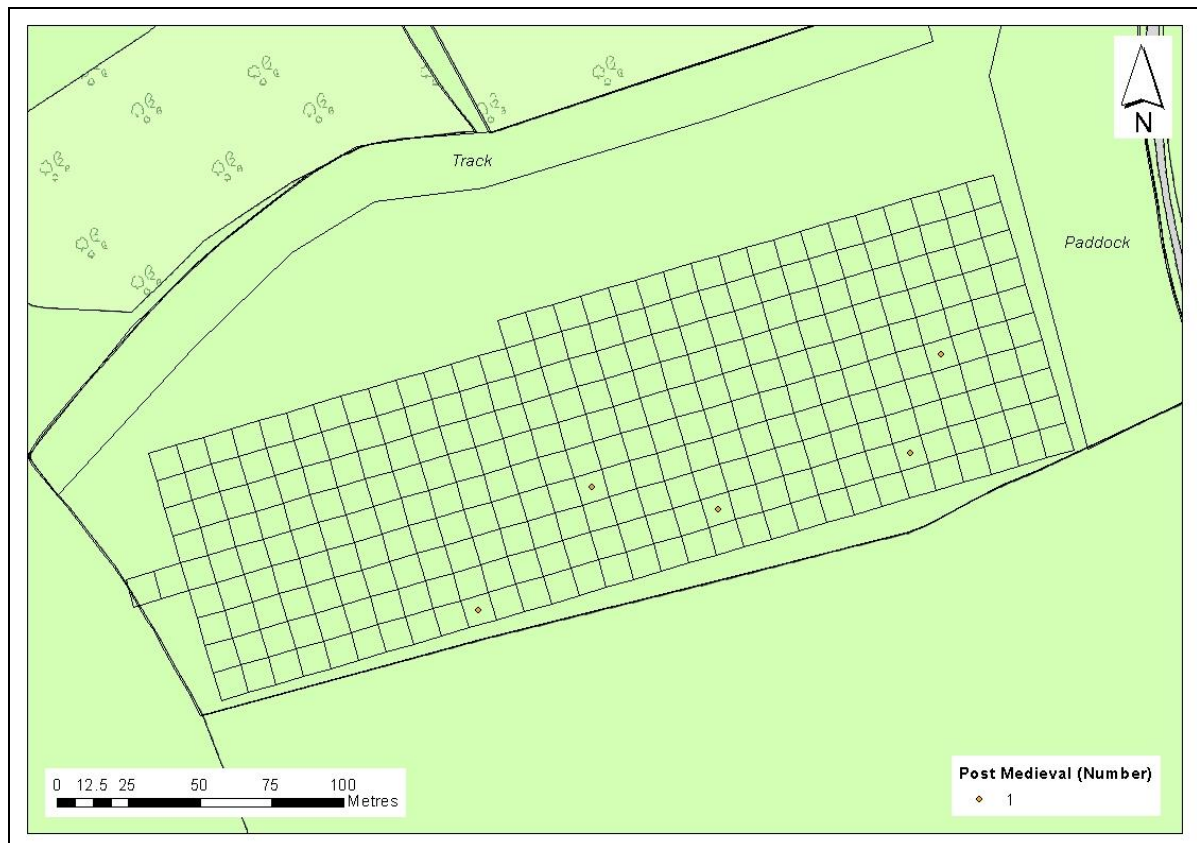 N
Track
Paddock
0 12.5 25 50 75 100
Metres
Post Medieval (Number)
1